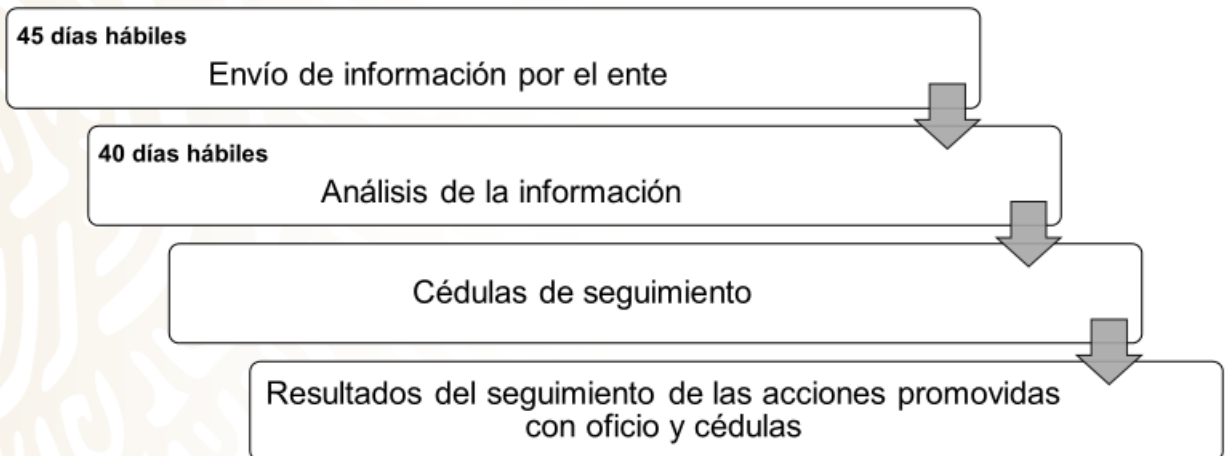 45 días hábiles
Envío de información por el ente
40 días hábiles
Análisis de la información
Cédulas de seguimiento
Resultados del seguimiento de las acciones promovidas
con oficio y cédulas